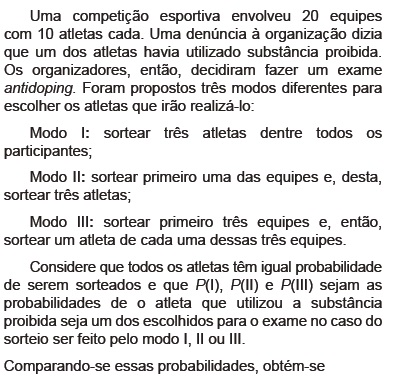 Uma competição esportiva envolveu 20 equipes
com 10 atletas cada. Uma denúncia à organização dizia
que um dos atletas havia utilizado substância proibida.
Os organizadores, então, decidiram fazer um exame
antidoping. Foram propostos três modos diferentes para
escolher os atletas que irão realizá-lo:
Modo I: sortear três atletas dentre todos os
participantes;
Modo II: sortear primeiro uma das equipes e, desta,
sortear três atletas;
Modo III: sortear primeiro três equipes e, então,
sortear um atleta de cada uma dessas três equipes.
Considere que todos os atletas têm igual probabilidade
de serem sorteados e que P(I), P(II) e P(III) sejam as
probabilidades de o atleta que utilizou a substância
proibida seja um dos escolhidos para o exame no caso do
sorteio ser feito pelo modo I, II ou III.
Comparando-se essas probabilidades, obtém-se